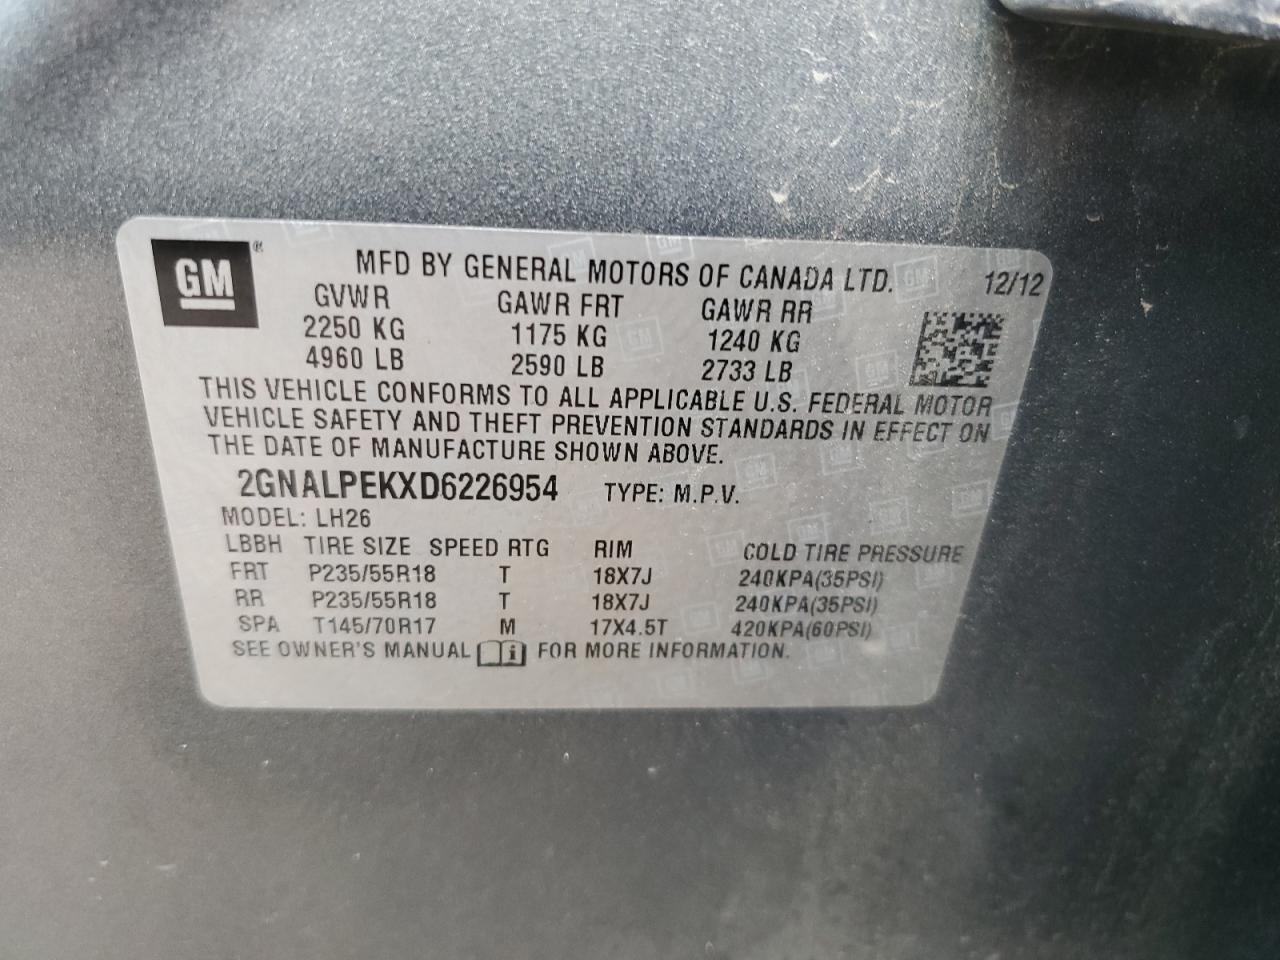 GM ®
MFD BY GENERAL MOTORS OF CANADA LTD. 12/12
GVWR GAWR FRT GAWR RR
2250 KG 1175 KG 1240 KG
4960 LB 2590 LB 2733 LB
THIS VEHICLE CONFORMS TO ALL APPLICABLE U.S. FEDERAL MOTOR
VEHICLE SAFETY AND THEFT PREVENTION STANDARDS IN EFFECT ON
THE DATE OF MANUFACTURE SHOWN ABOVE.
2GNALPEKXD6226954 TYPE: M.P.V.
MODEL: LH26
LBBH TIRE SIZE SPEED RTG RIM COLD TIRE PRESSURE
FRT P235/55R18 T 18X7J 240KPA(35PSI)
RR P235/55R18 T 18X7J 240KPA(35PSI)
SPA T145/70R17 M 17X4.5T 420KPA(60PSI)
SEE OWNER'S MANUAL i FOR MORE INFORMATION.